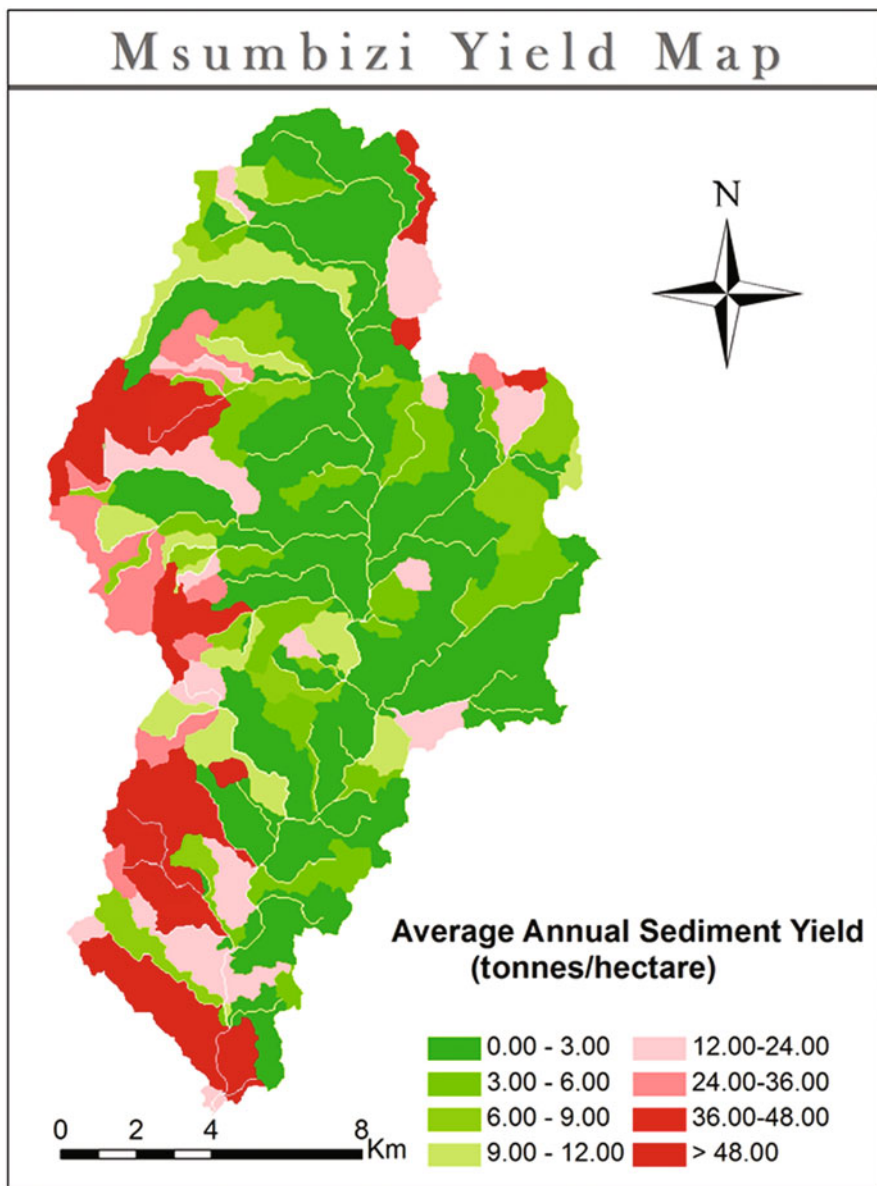 Msumbizi Yield Map
N
Average Annual Sediment Yield
(tonnes/hectare)
0.00 - 3.00
12.00-24.00
3.00 - 6.00
24.00-36.00
6.00 - 9.00
36.00-48.00
9.00 - 12.00
> 48.00
0 2 4 8
Km